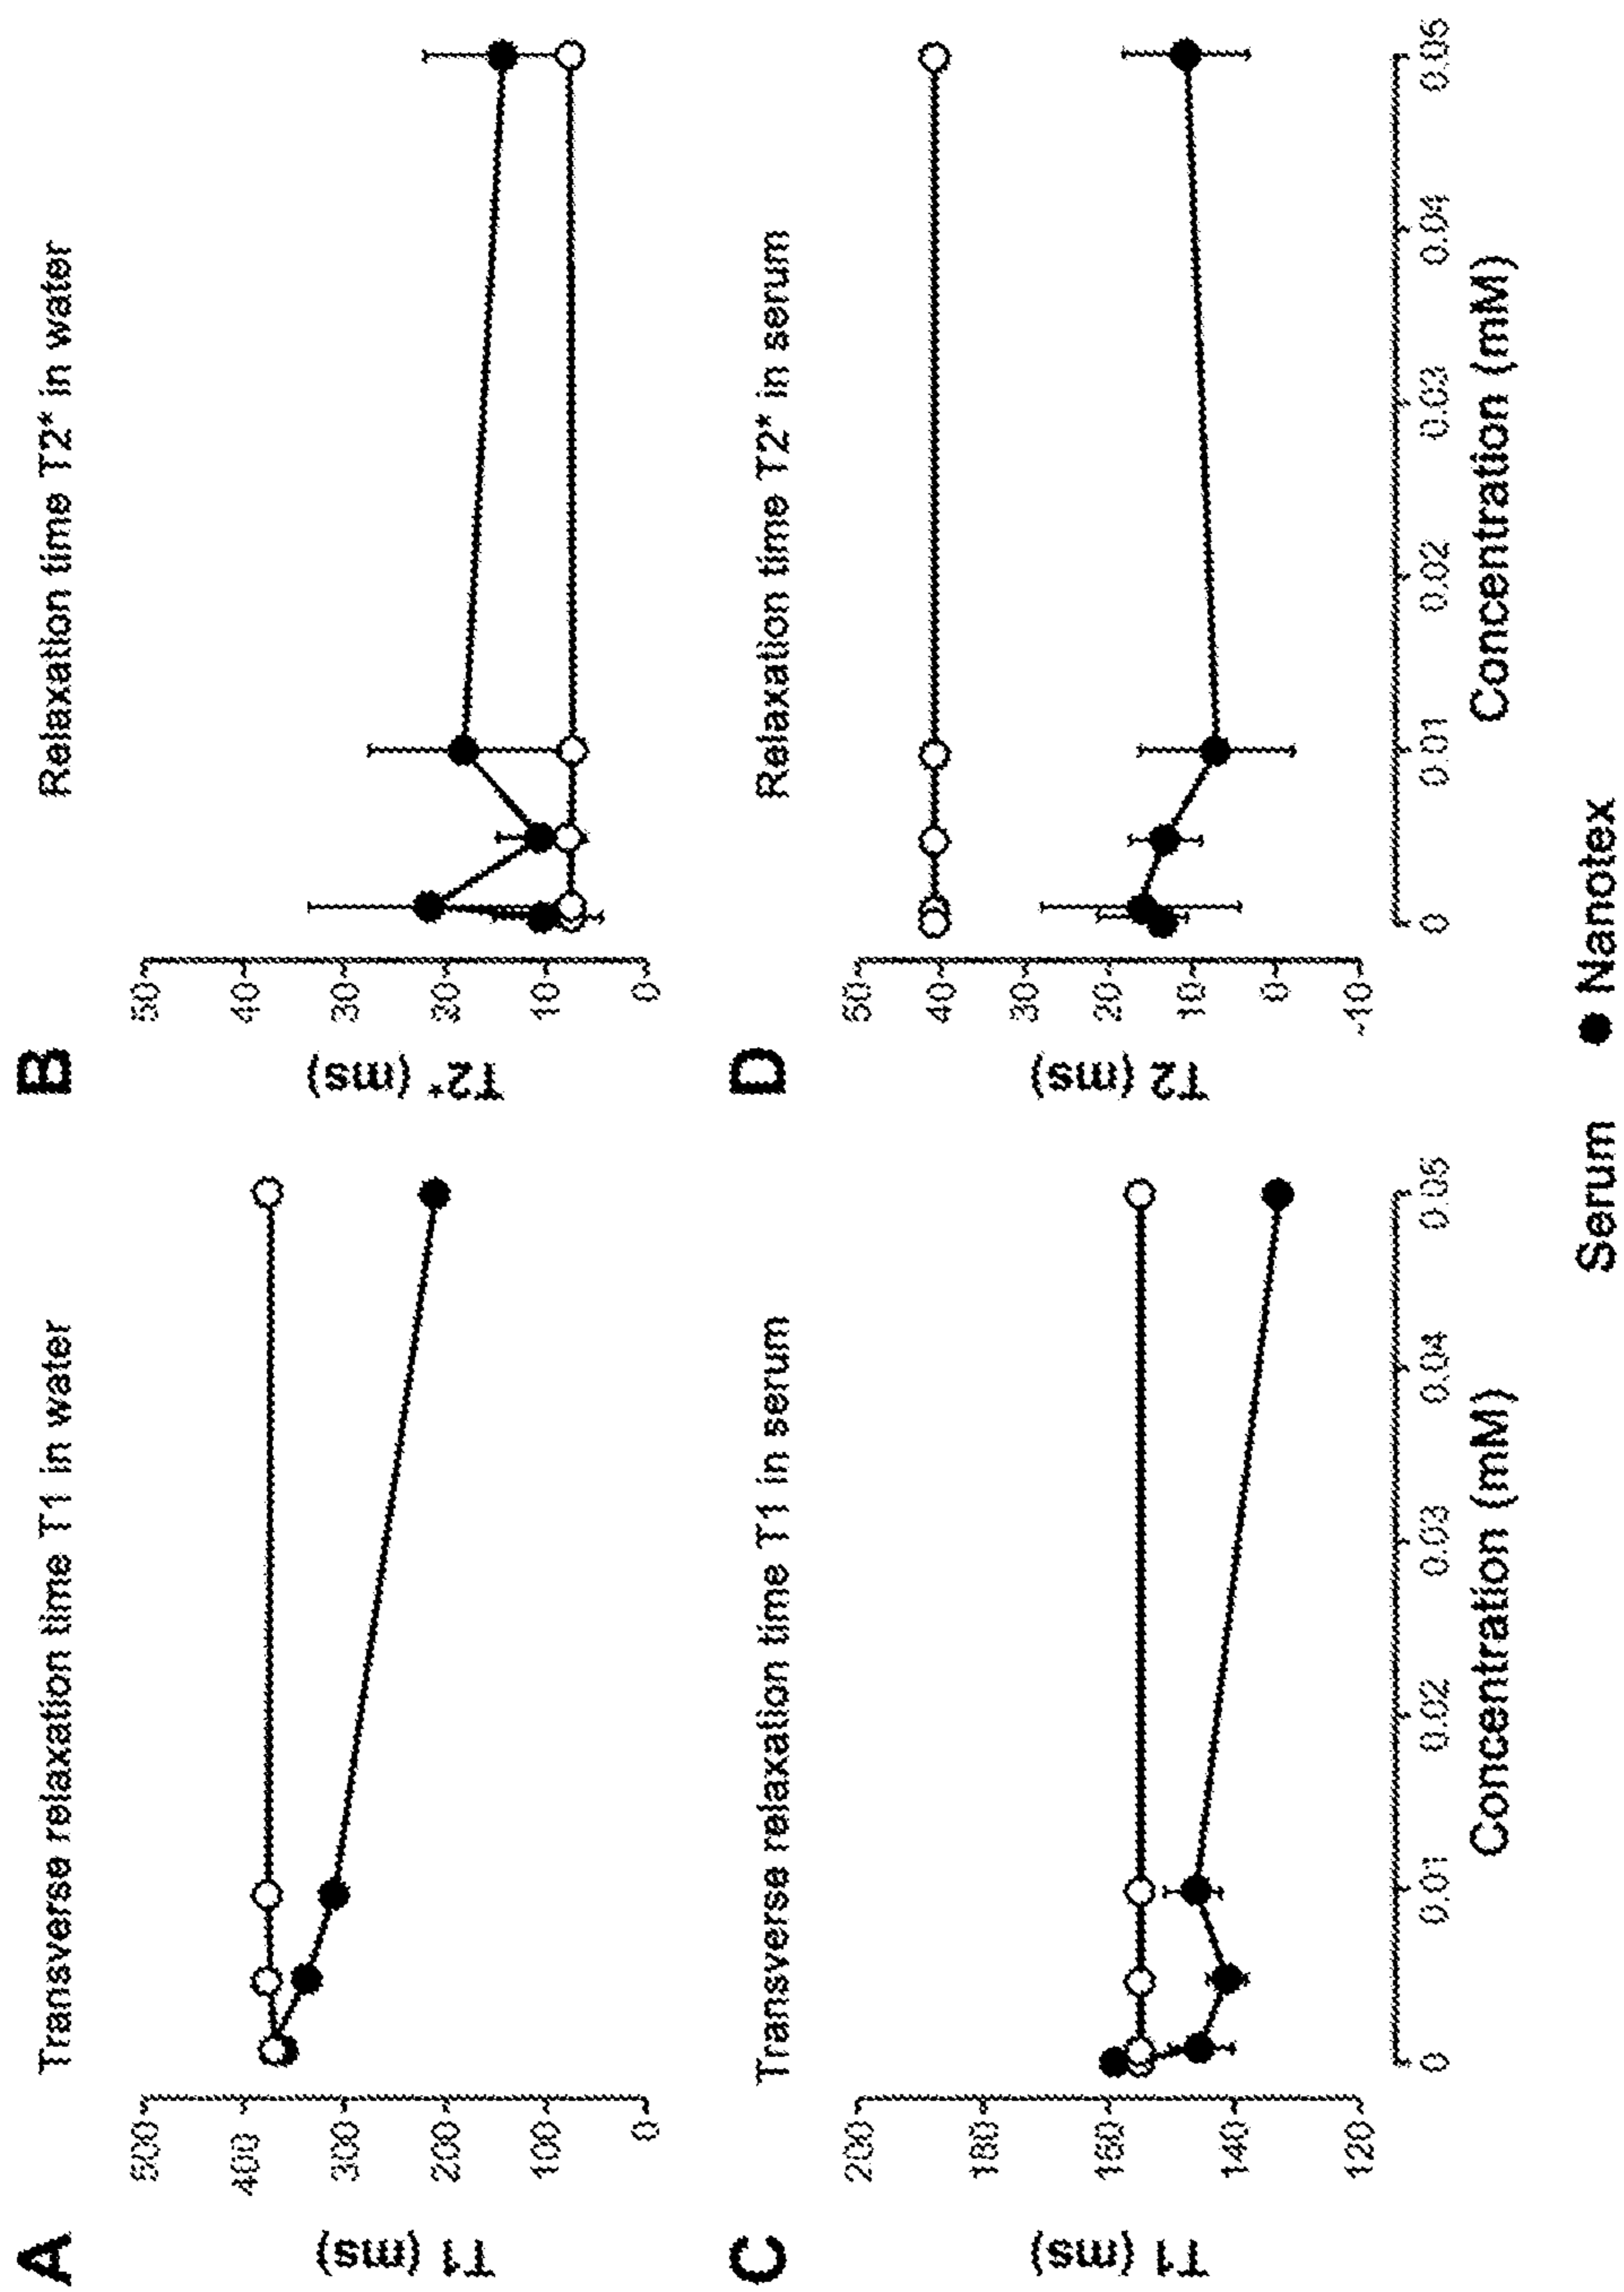 A
Transverse relaxation time T1 in water
T1 (ms)
500
400
300
200
100
0
B
Relaxation time T2* in water
T2* (ms)
50
40
30
20
10
0
C
Transverse relaxation time T1 in serum
T1 (ms)
200
180
160
140
120
0
0.01
0.02
0.03
0.04
0.05
Concentration (mM)
D
Relaxation time T2* in serum
T2 (ms)
50
40
30
20
10
0
-10
0
0.01
0.02
0.03
0.04
0.05
Concentration (mM)
Serum
Nanotex